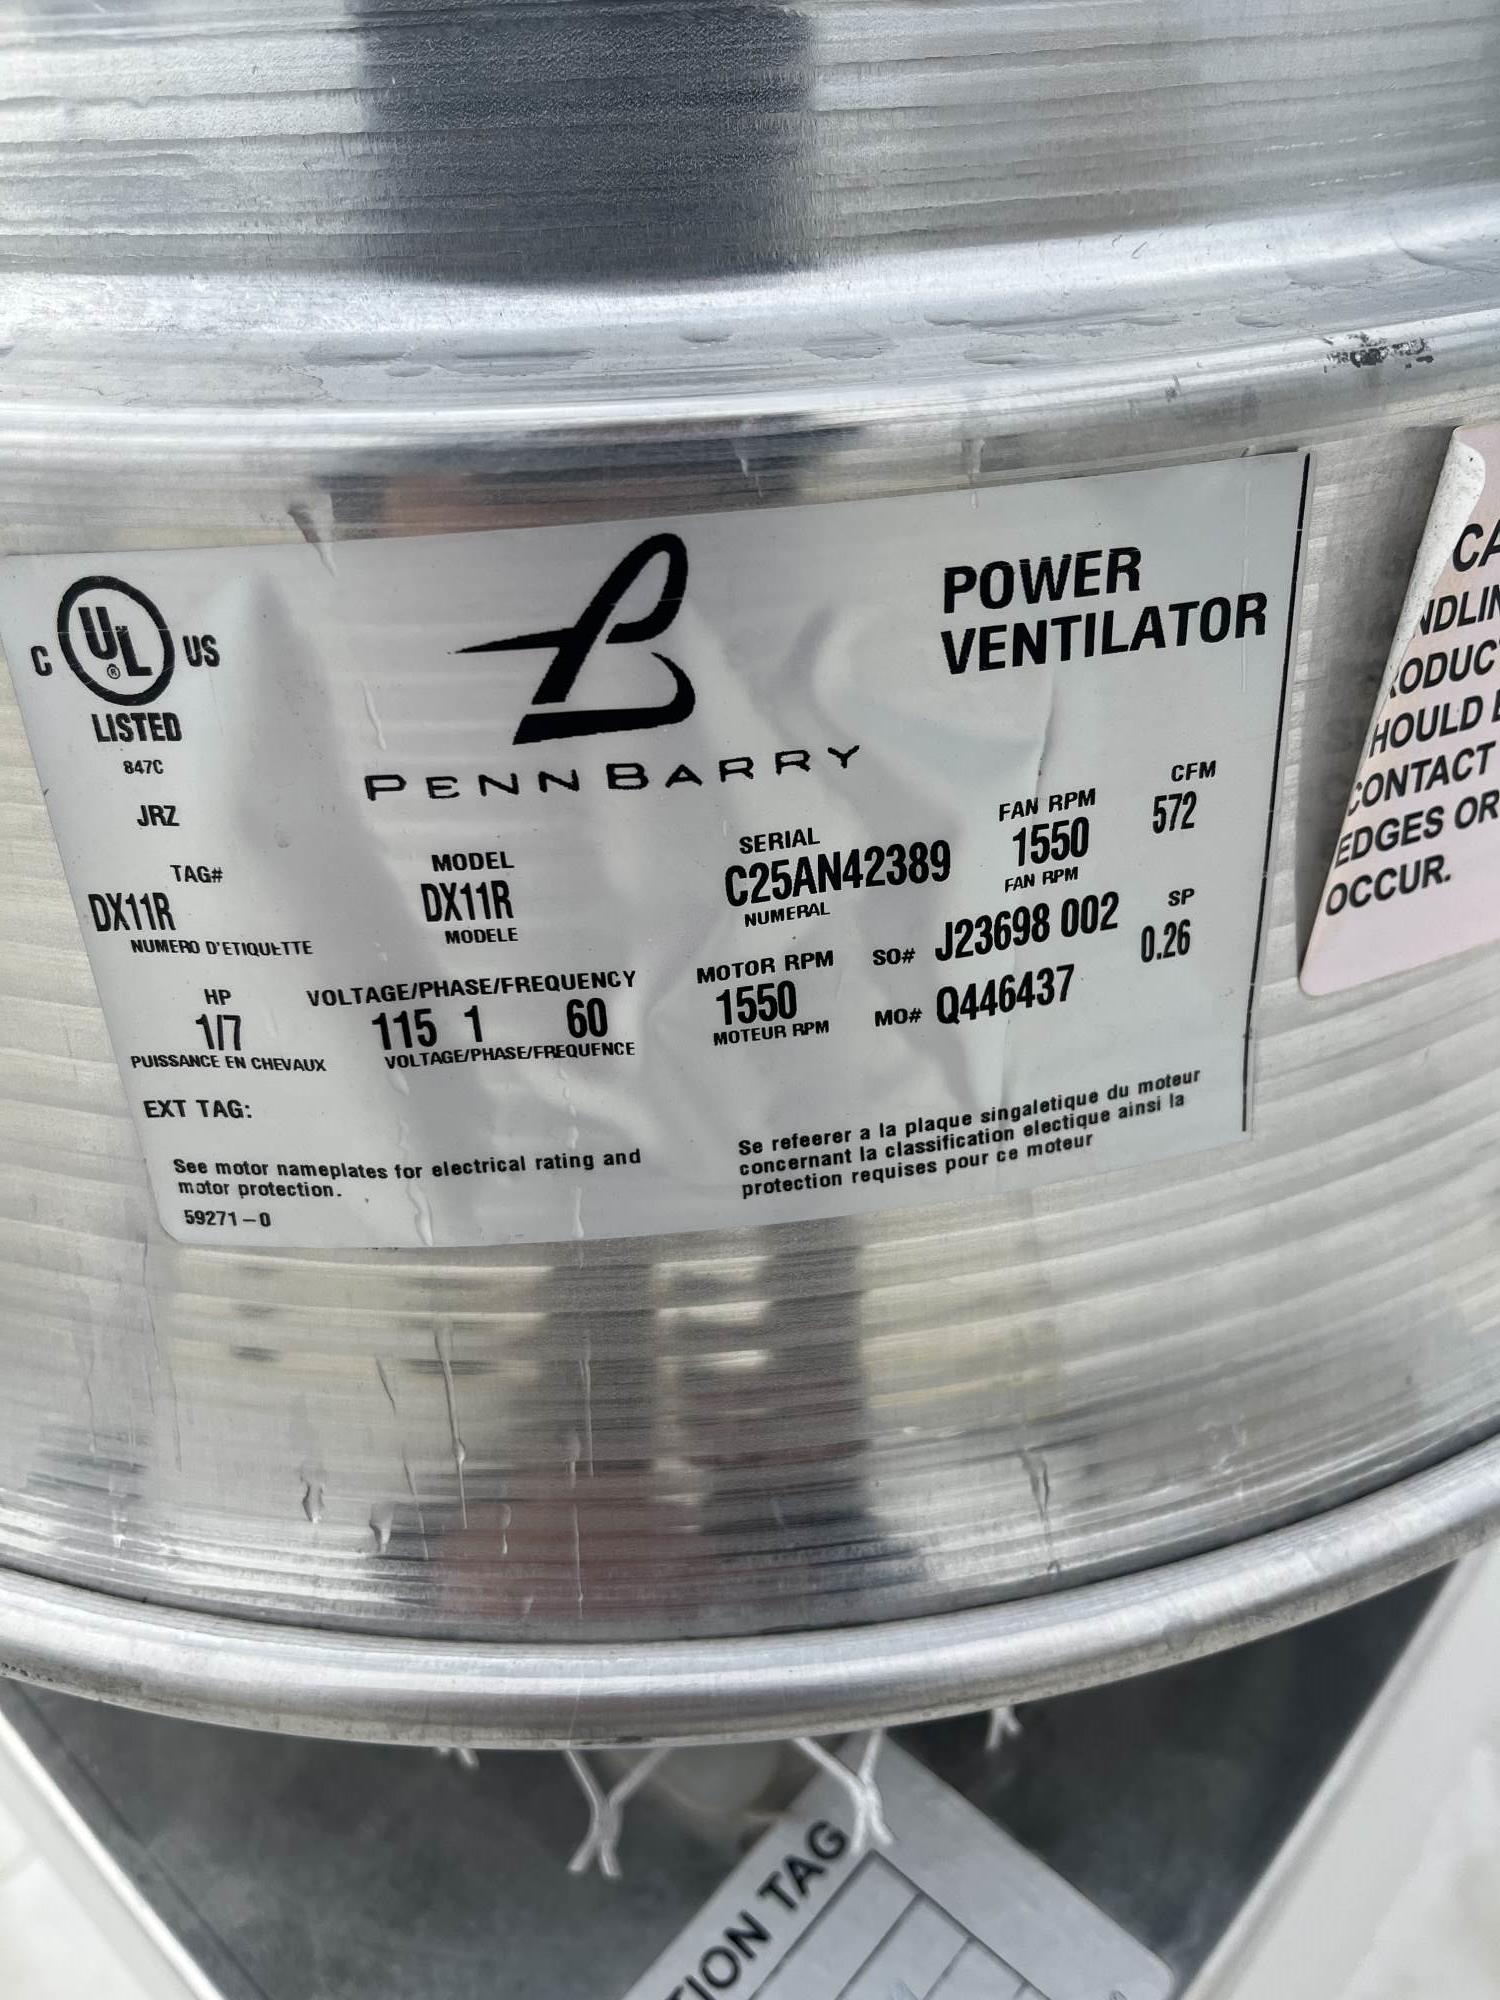 C UL ® US
LISTED
847C
JRZ
PENNBARRY
POWER
VENTILATOR
TAG#
DX11R
NUMERO D'ETIQUETTE
MODEL
DX11R
MODELE
SERIAL
C25AN42389
NUMERAL
FAN RPM
1550
FAN RPM
CFM
572
HP
1/7
PUISSANCE EN CHEVAUX
VOLTAGE/PHASE/FREQUENCY
115 1 60
VOLTAGE/PHASE/FREQUENCE
MOTOR RPM
1550
MOTEUR RPM
SO# J23698 002
MO# Q446437
SP
0.26
EXT TAG:
See motor nameplates for electrical rating and
motor protection.
59271-0
Se refeerer a la plaque singaletique du moteur
concernant la classification electique ainsi la
protection requises pour ce moteur
CA
NDLIN
RODUC
HOULD
CONTACT
EDGES OR
OCCUR.
TION TAG